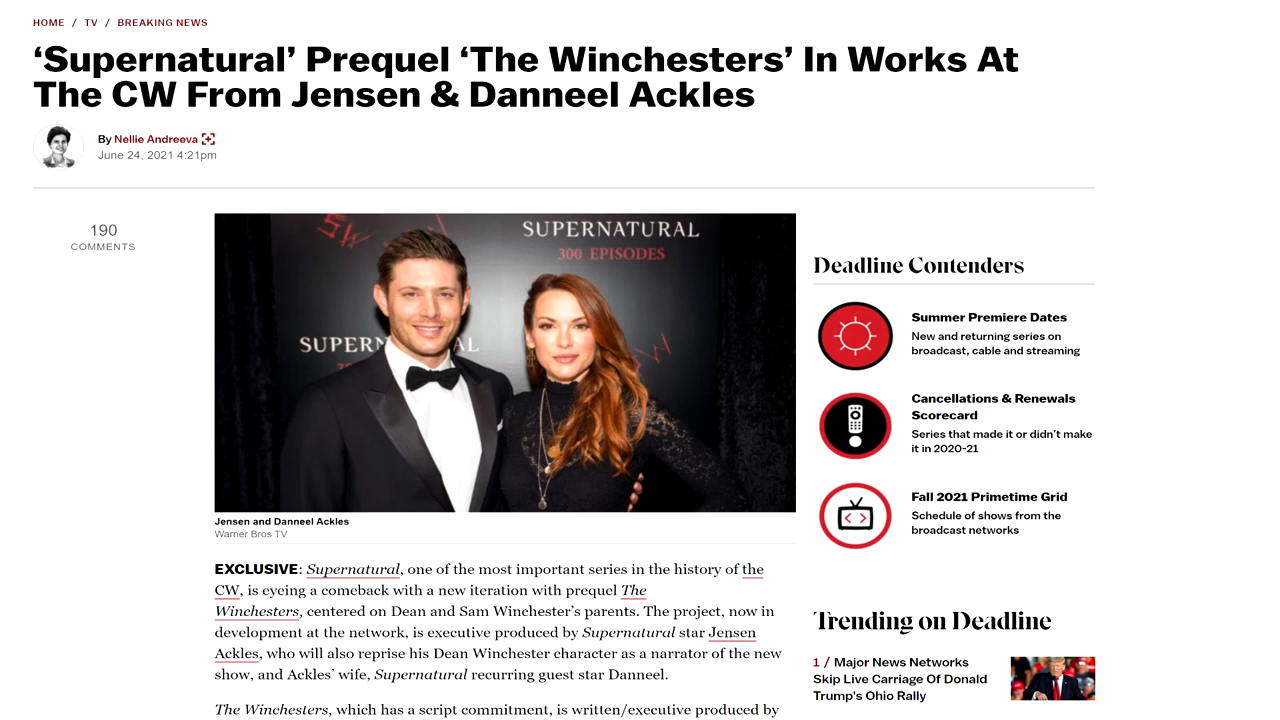 HOME / TV / BREAKING NEWS
‘Supernatural’ Prequel ‘The Winchesters’ In Works At
The CW From Jensen & Danneel Ackles
By Nellie Andreeva
June 24, 2021 4:21pm
190
COMMENTS
SUPERNATURAL
300 EPISODES
SUPERN AL
Jensen and Danneel Ackles
Warner Bros TV
EXCLUSIVE: Supernatural, one of the most important series in the history of the
CW, is eyeing a comeback with a new iteration with prequel The
Winchesters, centered on Dean and Sam Winchester’s parents. The project, now in
development at the network, is executive produced by Supernatural star Jensen
Ackles, who will also reprise his Dean Winchester character as a narrator of the new
show, and Ackles’ wife, Supernatural recurring guest star Danneel.
The Winchesters, which has a script commitment, is written/executive produced by
Deadline Contenders
Summer Premiere Dates
New and returning series on
broadcast, cable and streaming
Cancellations & Renewals
Scorecard
Series that made it or didn’t make
it in 2020-21
Fall 2021 Primetime Grid
Schedule of shows from the
broadcast networks
Trending on Deadline
1 / Major News Networks
Skip Live Carriage Of Donald
Trump's Ohio Rally